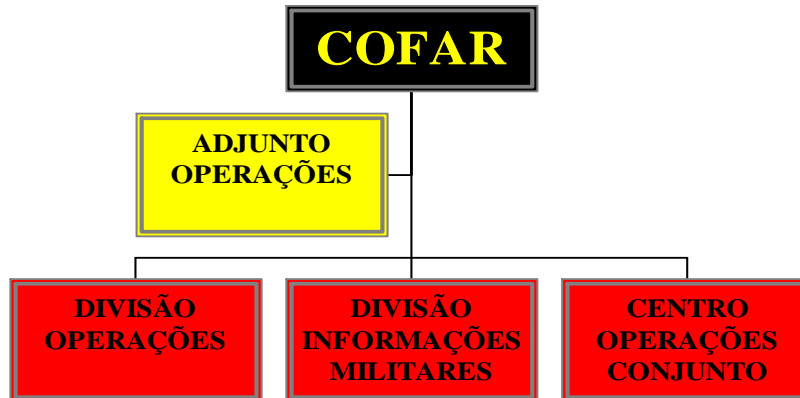 COFAR
ADJUNTO
OPERAÇÕES
DIVISÃO
OPERAÇÕES
DIVISÃO
INFORMAÇÕES
MILITARES
CENTRO
OPERAÇÕES
CONJUNTO